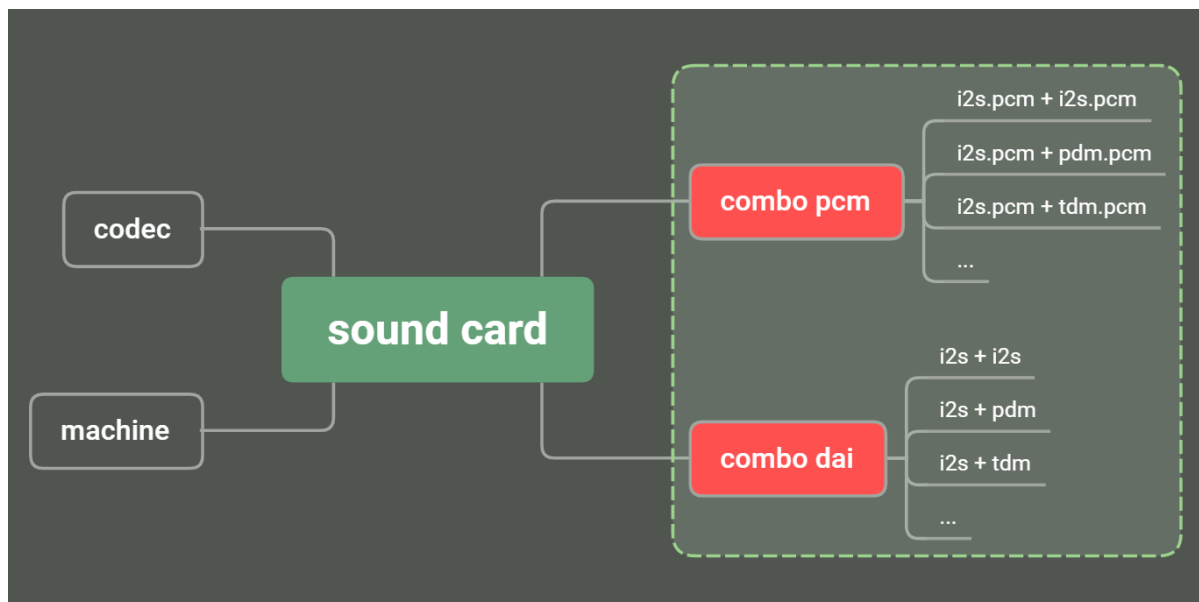 codec
machine
sound card
combo pcm
i2s.pcm + i2s.pcm
i2s.pcm + pdm.pcm
i2s.pcm + tdm.pcm
...
combo dai
i2s + i2s
i2s + pdm
i2s + tdm
...